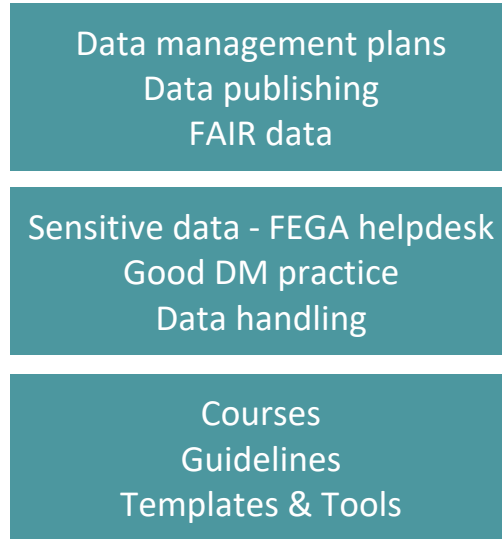 Data management plans
Data publishing
FAIR data
Sensitive data - FEGA helpdesk
Good DM practice
Data handling
Courses
Guidelines
Templates & Tools